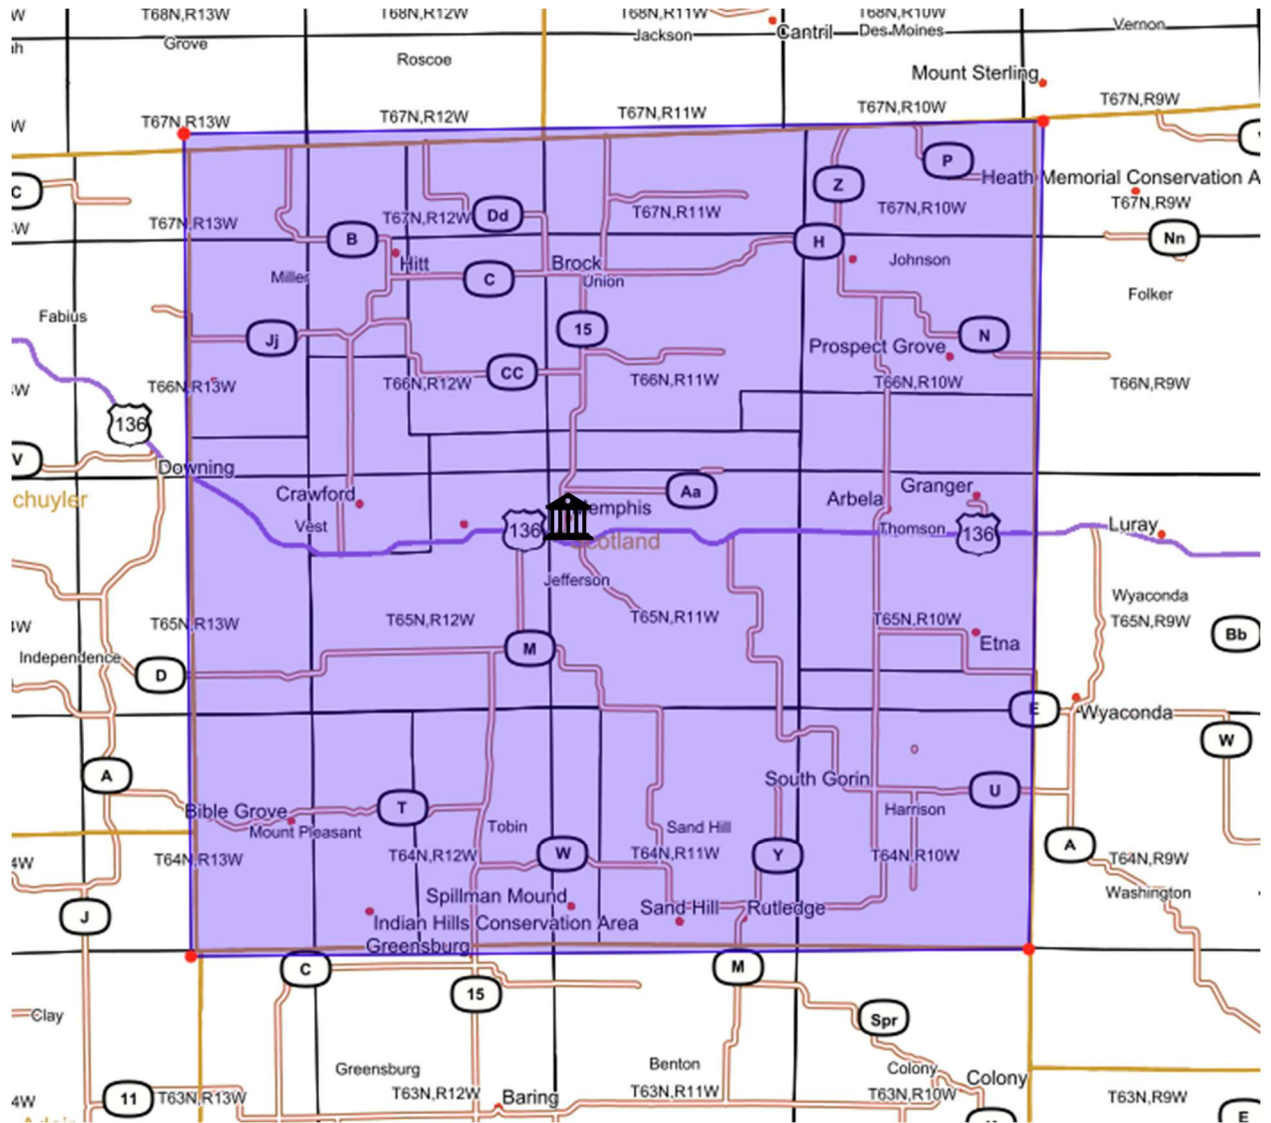 T68N,R13W
T68N,R12W
T68N,R11W
T68N,R10W
Grove
Jackson
Cantril
Des Moines
Vernon
Roscoe
Mount Sterling
T67N,R13W
T67N,R12W
T67N,R11W
T67N,R10W
T67N,R9W
C
P
Z
Heath Memorial Conservation A
T67N,R13W
T67N,R12W
Dd
T67N,R11W
T67N,R10W
T67N,R9W
B
H
Nn
Hitt
Brock
Johnson
Miller
C
Union
Folker
Fabius
Jj
15
Prospect Grove
N
T66N,R13W
T66N,R12W
CC
T66N,R11W
T66N,R10W
T66N,R9W
136
V
Downing
chuyler
Crawford
Aa
Arbela
Granger
Vest
136
emphis
Scotland
Thomson
136
Luray
Jefferson
Wyaconda
T65N,R13W
T65N,R12W
T65N,R11W
T65N,R10W
T65N,R9W
4W
Bb
Independence
D
M
Etna
E
Wyaconda
W
A
South Gorin
U
Bible Grove
T
Harrison
Mount Pleasant
Tobin
Sand Hill
T64N,R13W
T64N,R12W
W
T64N,R11W
Y
T64N,R10W
A
T64N,R9W
4W
Washington
J
Spillman Mound
Sand Hill
Rutledge
Indian Hills Conservation Area
Greensburg
C
15
M
Spr
Clay
Greensburg
Benton
Colony
Colony
11
T63N,R13W
T63N,R12W
Baring
T63N,R11W
T63N,R10W
T63N,R9W
4W
E